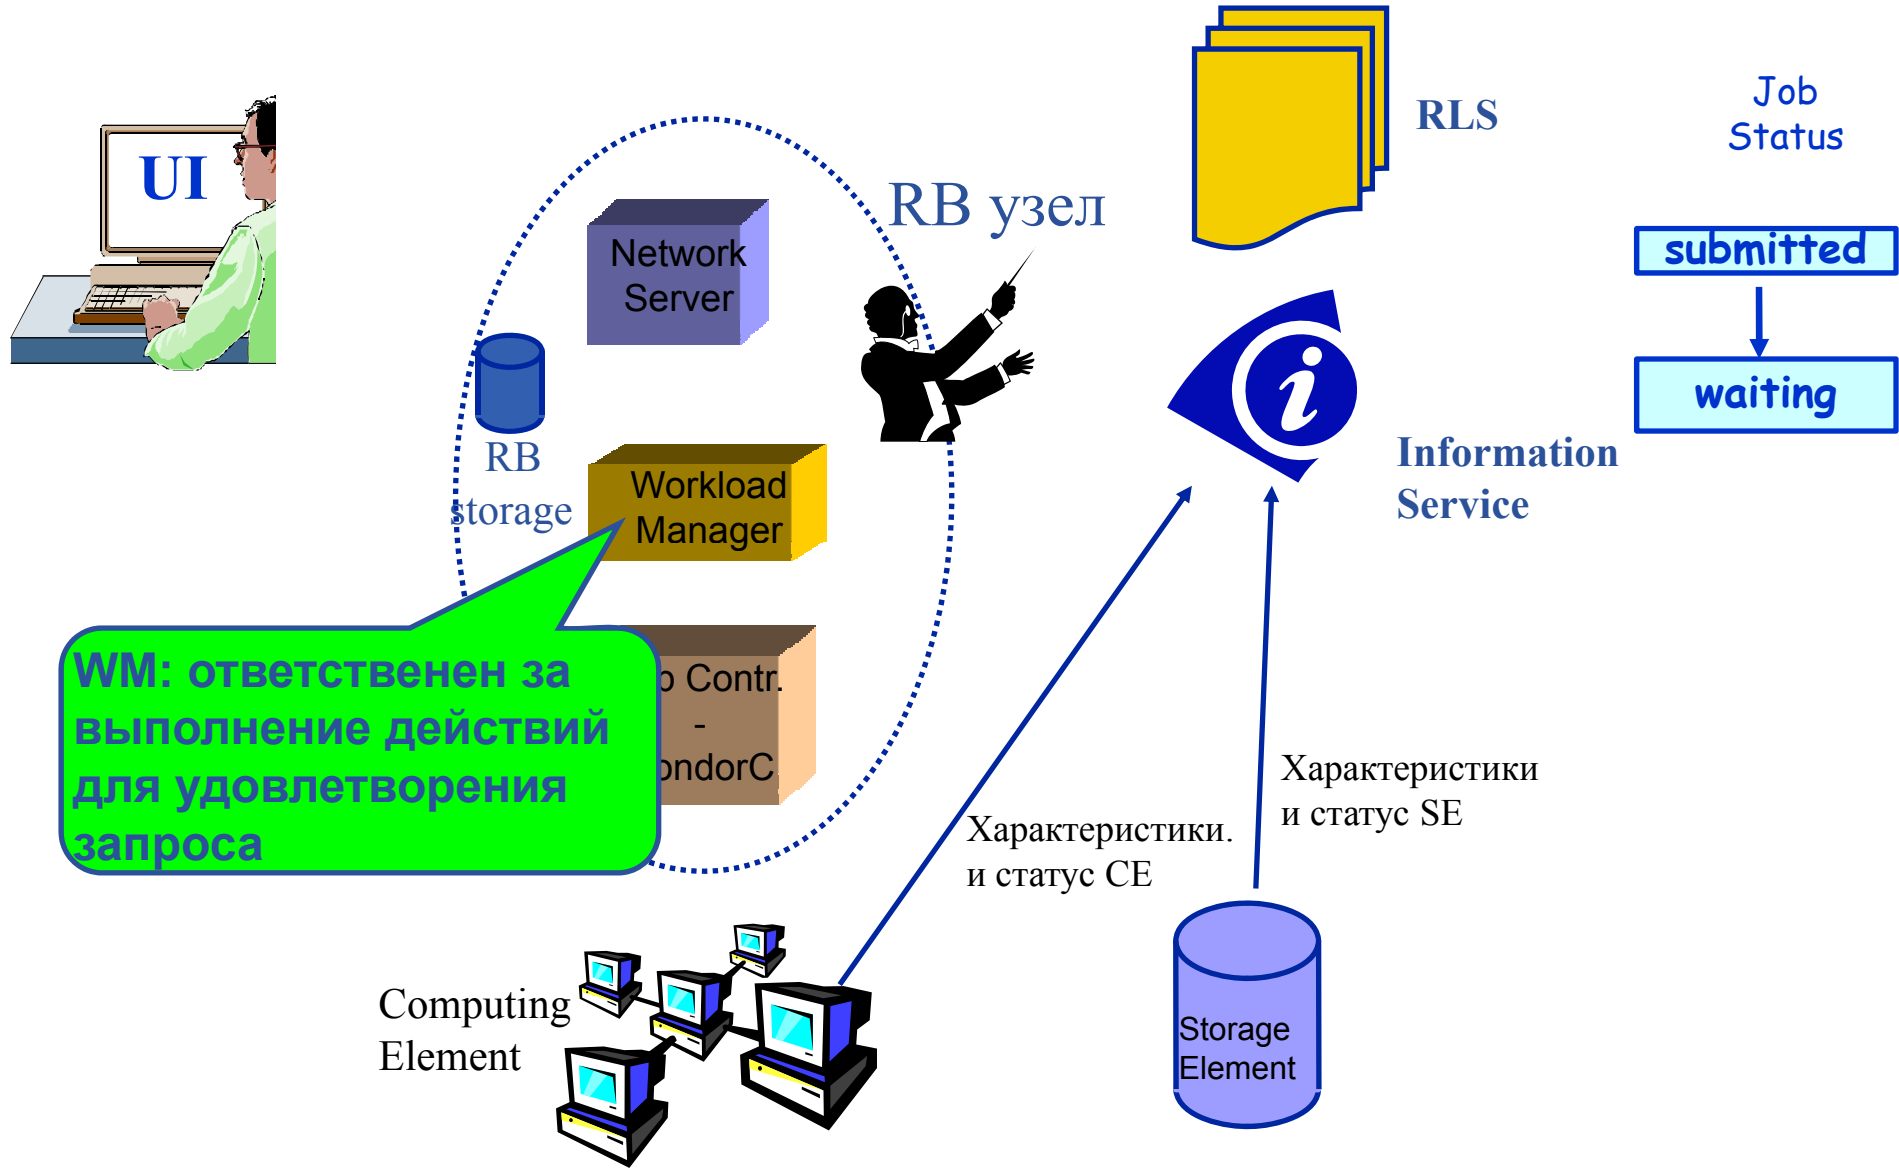 UI
Network
Server
RB узел
RLS
Job
Status
submitted
waiting
RB
storage
Workload
Manager
Information
Service
WM: ответственен за
выполнение действий
для удовлетворения
запроса
Contr.
-
Характеристики
и статус SE
Характеристики.
и статус CE
Computing
Element
Storage
Element